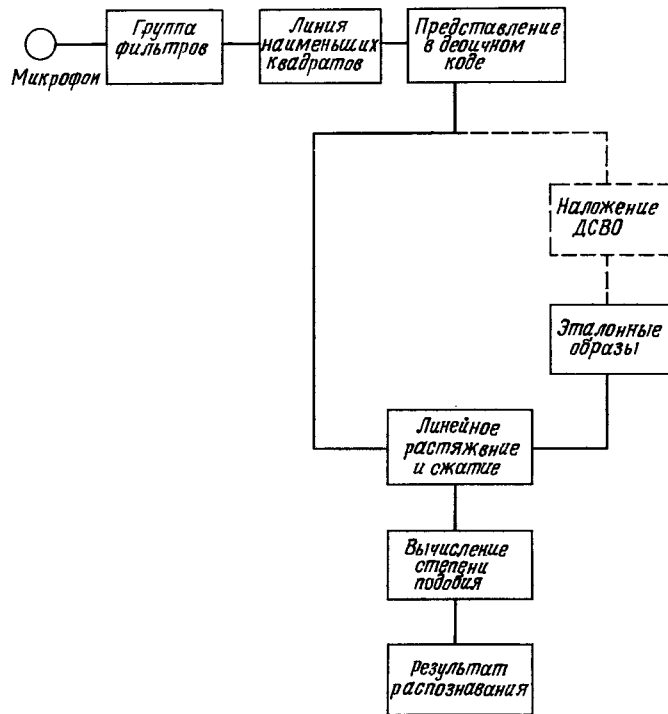 Группа
фильтров
Линия
наименьших
квадратов
Представление
в двоичном
коде
Микрофон
Наложение
ДСВО
Эталонные
образы
Линейное
растяжвние
и сжатие
Вычисление
степени
подобия
Результат
распознавания